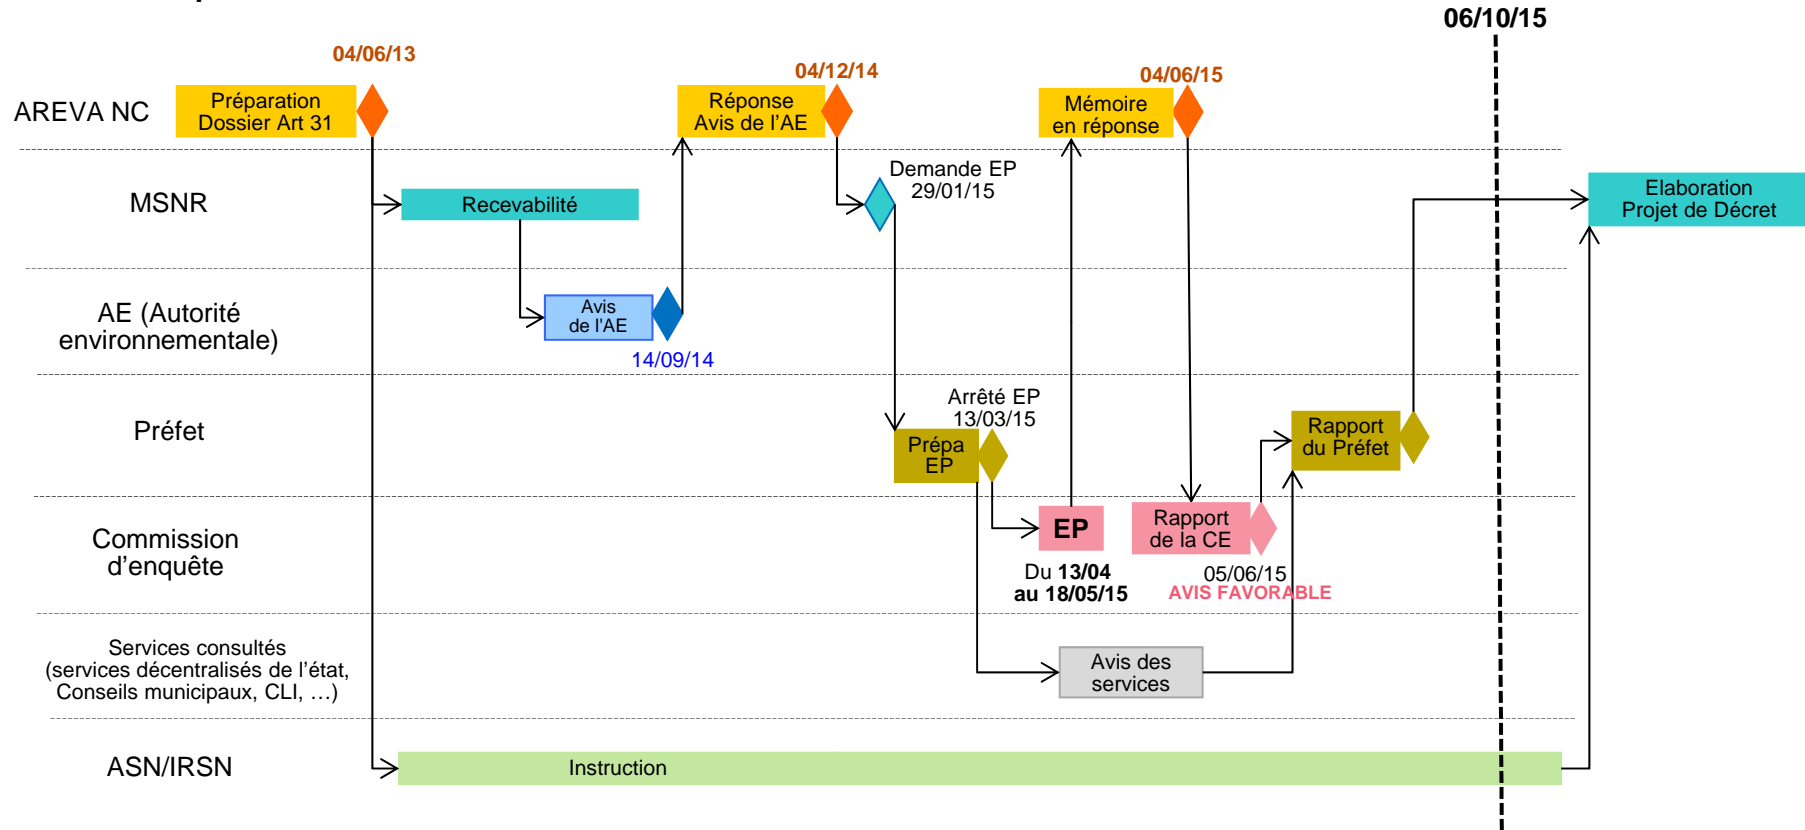 06/10/15
04/06/13
04/12/14
04/06/15
AREVA NC
Préparation
Dossier Art 31
Réponse
Avis de l'AE
Mémoire
en réponse
MSNR
Recevabilité
Demande EP
29/01/15
Elaboration
Projet de Décret
AE (Autorité
environnementale)
Avis
de l'AE
14/09/14
Préfet
Arrêté EP
13/03/15
Prépa
EP
Rapport
du Préfet
Commission
d'enquête
EP
Du 13/04
au 18/05/15
Rapport
de la CE
05/06/15
AVIS FAVORABLE
Services consultés
(services décentralisés de l'état,
Conseils municipaux, CLI, …)
Avis des
services
ASN/IRSN
Instruction